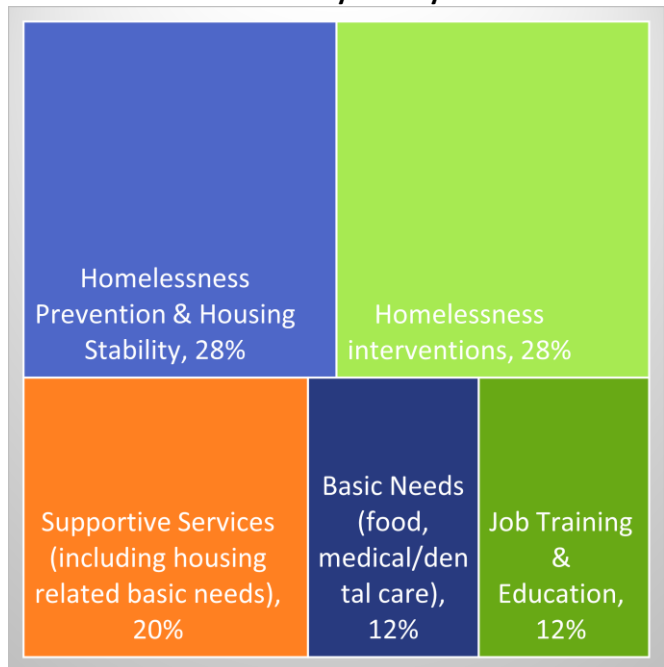 Homelessness
Prevention & Housing
Stability, 28%
Homelessness
interventions, 28%
Supportive Services
(including housing
related basic needs),
20%
Basic Needs
(food,
medical/den
tal care),
12%
Job Training
&
Education,
12%